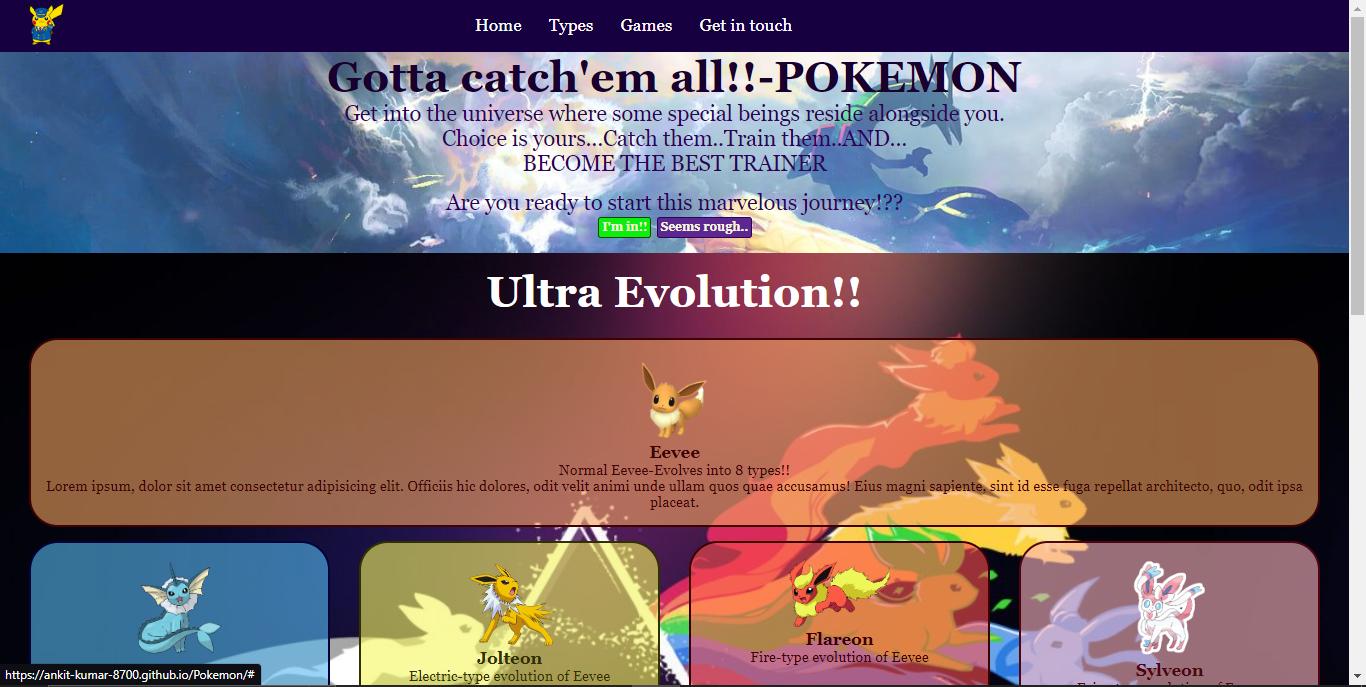 Home Types Games Get in touch
Gotta catch'em all!!-POKEMON
Get into the universe where some special beings reside alongside you.
Choice is yours...Catch them..Train them..AND...
BECOME THE BEST TRAINER
Are you ready to start this marvelous journey!??
I'm in!! Seems rough..
Ultra Evolution!!
Eevee
Normal Eevee-Evolves into 8 types!!
Lorem ipsum, dolor sit amet consectetur adipisicing elit. Officiis hic dolores, odit velit animi unde ullam quos quae accusamus! Eius magni sapiente, sint id esse fuga repellat architecto, quo, odit ipsa
placeat.
Jolteon
Electric-type evolution of Eevee
Flareon
Fire-type evolution of Eevee
Sylveon
https://ankit-kumar-8700.github.io/Pokemon/#